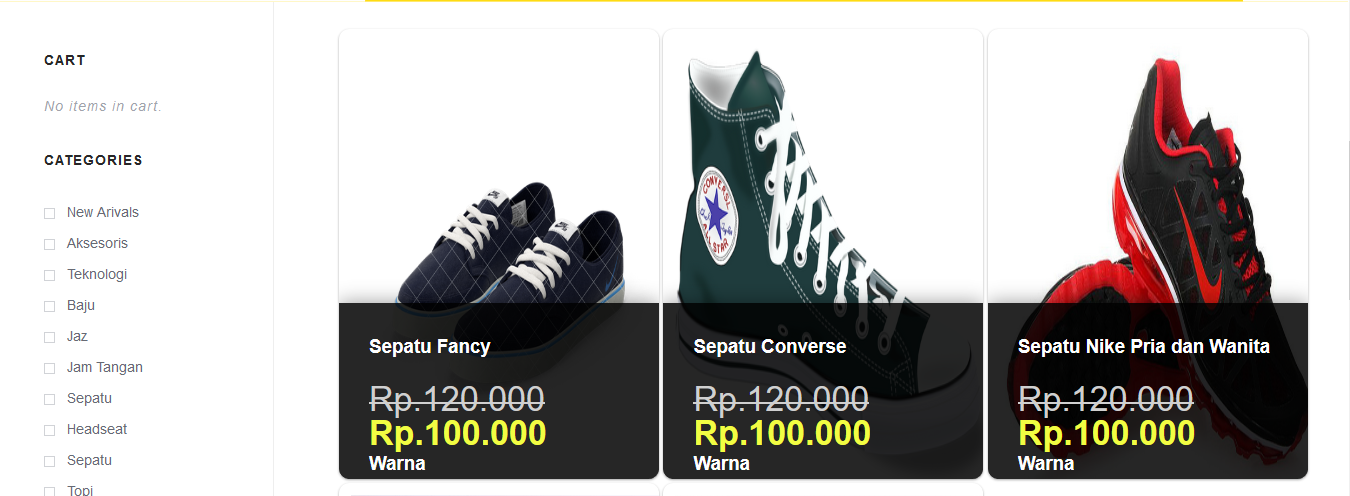 CART
No items in cart.
CATEGORIES
New Arivals
Aksesoris
Teknologi
Baju
Jaz
Jam Tangan
Sepatu
Headseat
Sepatu
Topi
CONVERSE
ALL STAR
Sepatu Fancy
Rp.120.000
Rp.100.000
Warna
Sepatu Converse
Rp.120.000
Rp.100.000
Warna
Sepatu Nike Pria dan Wanita
Rp.120.000
Rp.100.000
Warna